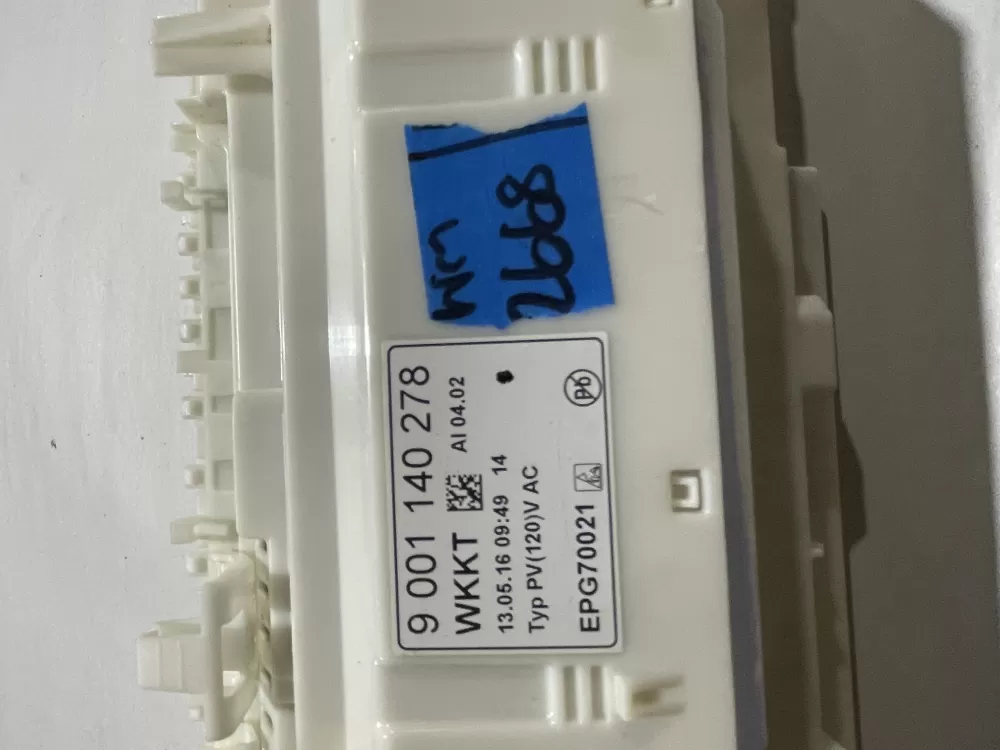 Wm
2668
9 001 140 278
WKKT AI 04.02
13.05.16 09:49 14
Typ PV(120)V AC
EPG70021
Pb